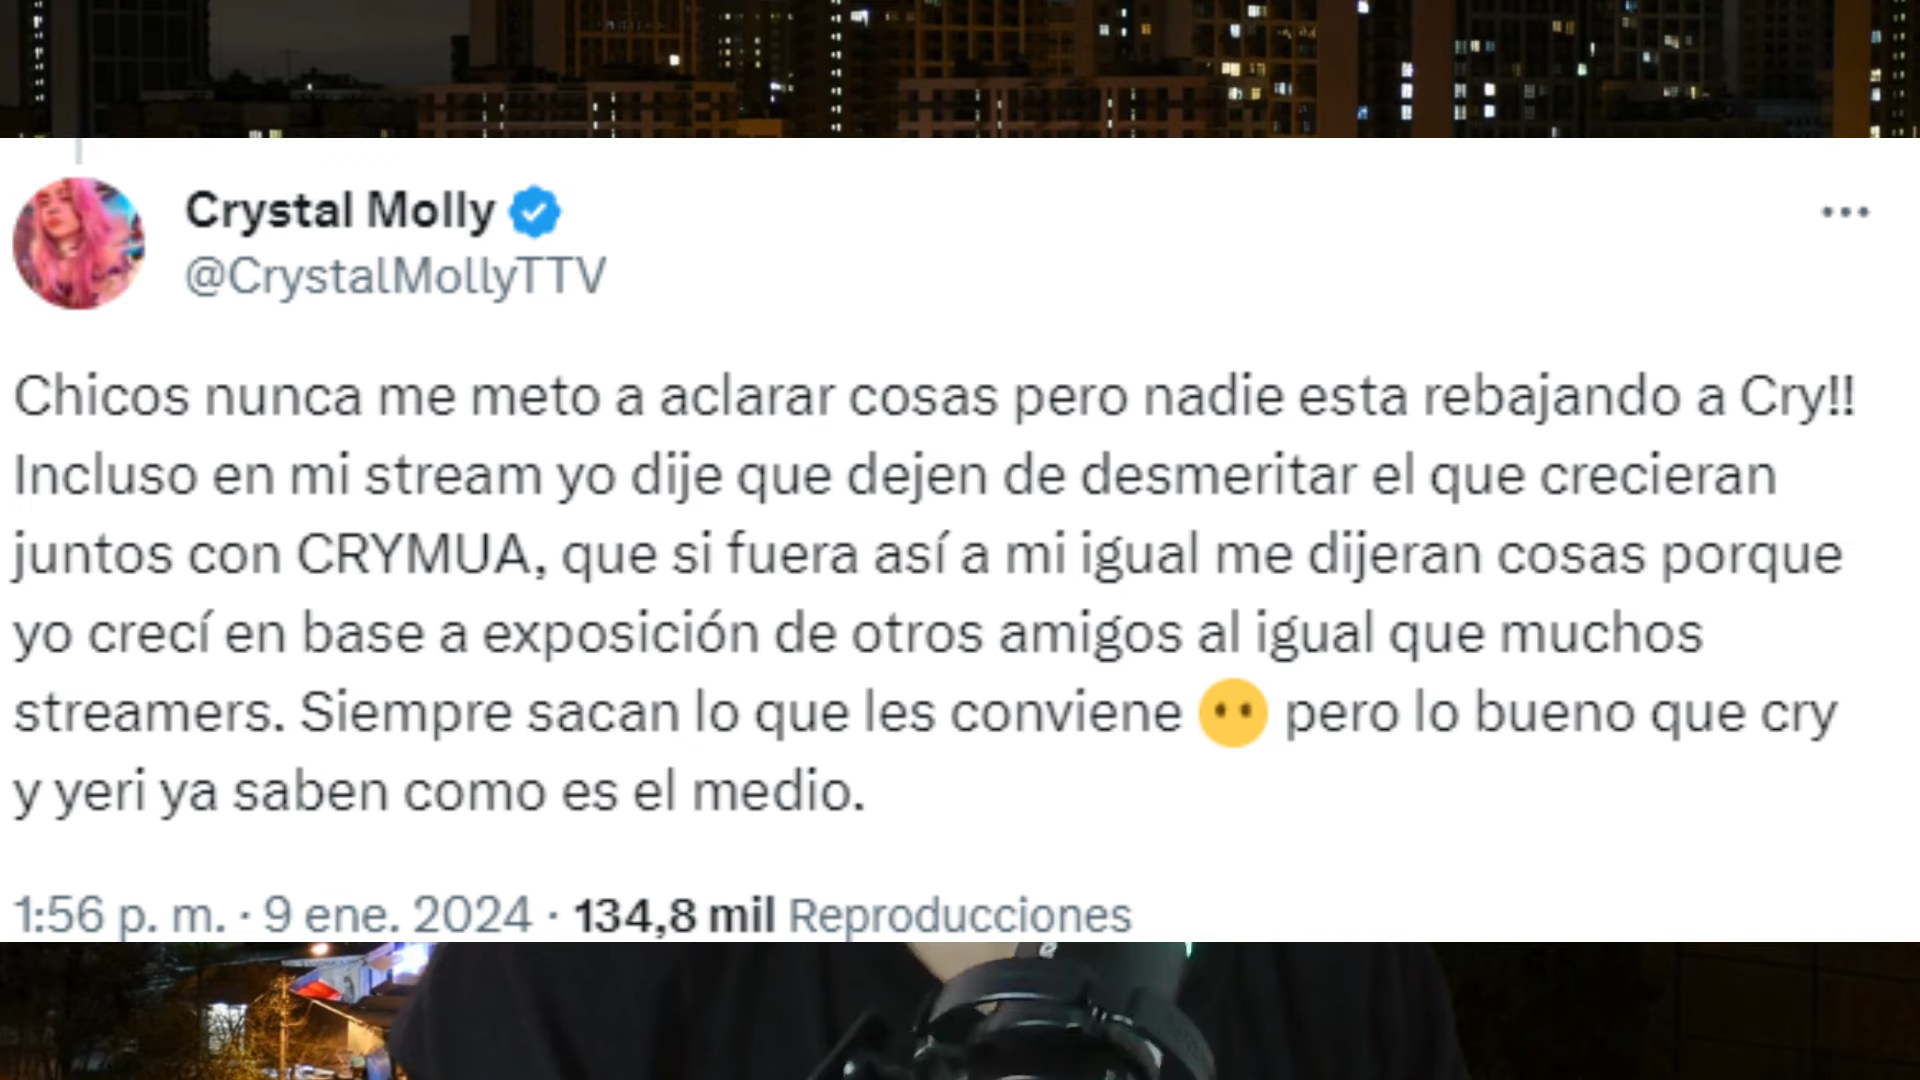 Crystal Molly
@CrystalMollyTTV
Chicos nunca me meto a aclarar cosas pero nadie esta rebajando a Cry!!
Incluso en mi stream yo dije que dejen de desmeritar el que crecieran
juntos con CRYMUA, que si fuera así a mi igual me dijeran cosas porque
yo crecí en base a exposición de otros amigos al igual que muchos
streamers. Siempre sacan lo que les conviene 😶 pero lo bueno que cry
y yeri ya saben como es el medio.
1:56 p. m. · 9 ene. 2024 · 134,8 mil Reproducciones